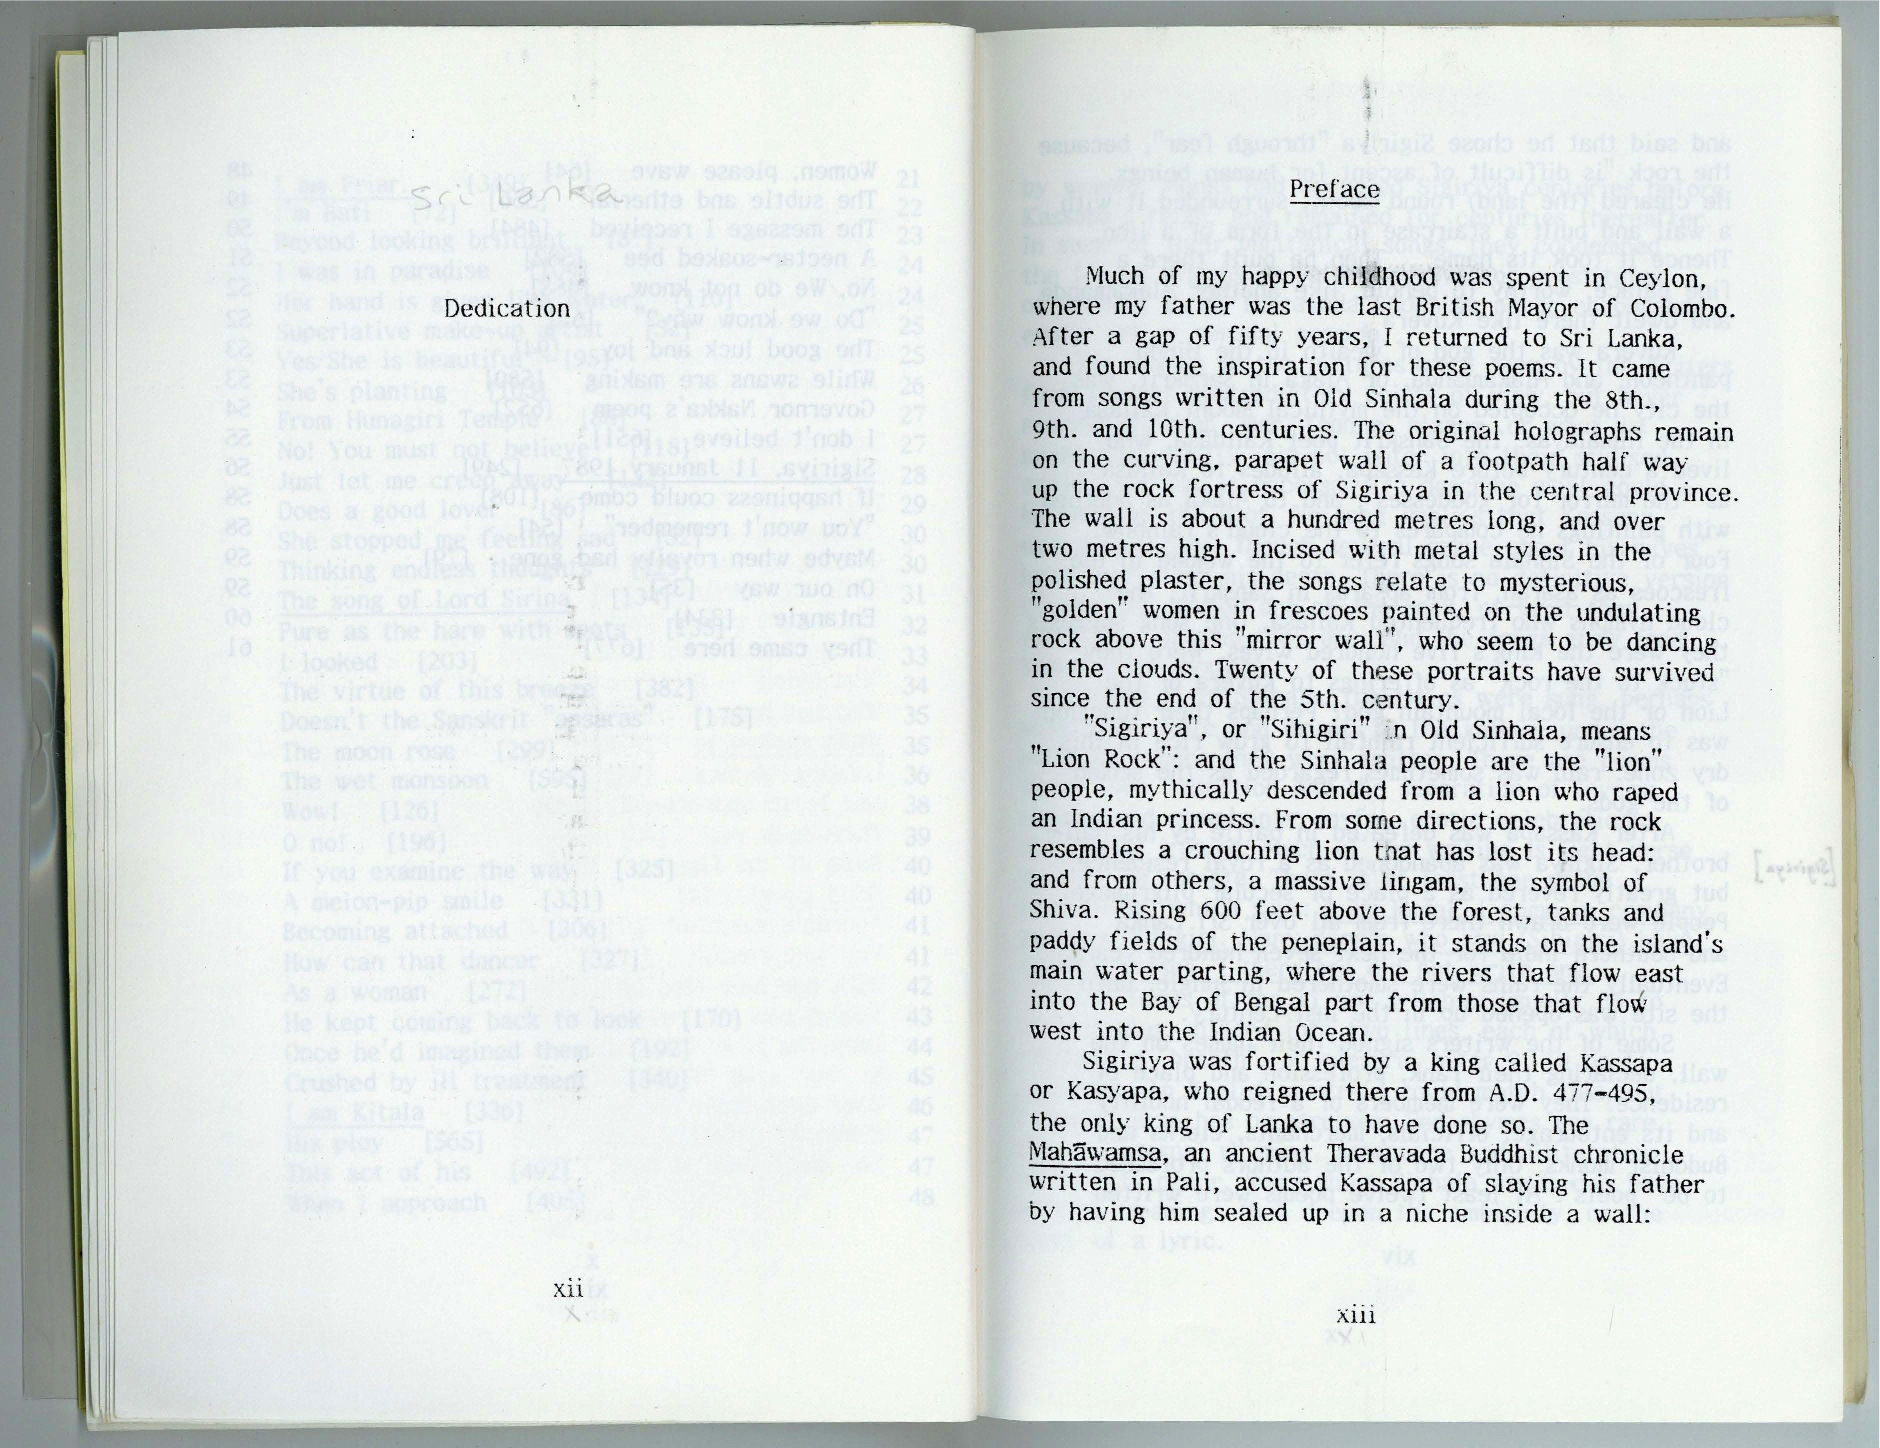 Sri Lanka
Dedication
xii
Preface
Much of my happy childhood was spent in Ceylon,
where my father was the last British Mayor of Colombo.
After a gap of fifty years, I returned to Sri Lanka,
and found the inspiration for these poems. It came
from songs written in Old Sinhala during the 8th.,
9th. and 10th. centuries. The original holographs remain
on the curving, parapet wall of a footpath half way
up the rock fortress of Sigiriya in the central province.
The wall is about a hundred metres long, and over
two metres high. Incised with metal styles in the
polished plaster, the songs relate to mysterious,
"golden" women in frescoes painted on the undulating
rock above this "mirror wall", who seem to be dancing
in the clouds. Twenty of these portraits have survived
since the end of the 5th. century.
"Sigiriya", or "Sihigiri" in Old Sinhala, means
"Lion Rock": and the Sinhala people are the "lion"
people, mythically descended from a lion who raped
an Indian princess. From some directions, the rock
resembles a crouching lion that has lost its head:
and from others, a massive lingam, the symbol of
Shiva. Rising 600 feet above the forest, tanks and
paddy fields of the peneplain, it stands on the island's
main water parting, where the rivers that flow east
into the Bay of Bengal part from those that flow
west into the Indian Ocean.
Sigiriya was fortified by a king called Kassapa
or Kasyapa, who reigned there from A.D. 477-495,
the only king of Lanka to have done so. The
Mahāwamsa, an ancient Theravada Buddhist chronicle
written in Pali, accused Kassapa of slaying his father
by having him sealed up in a niche inside a wall:
xiii